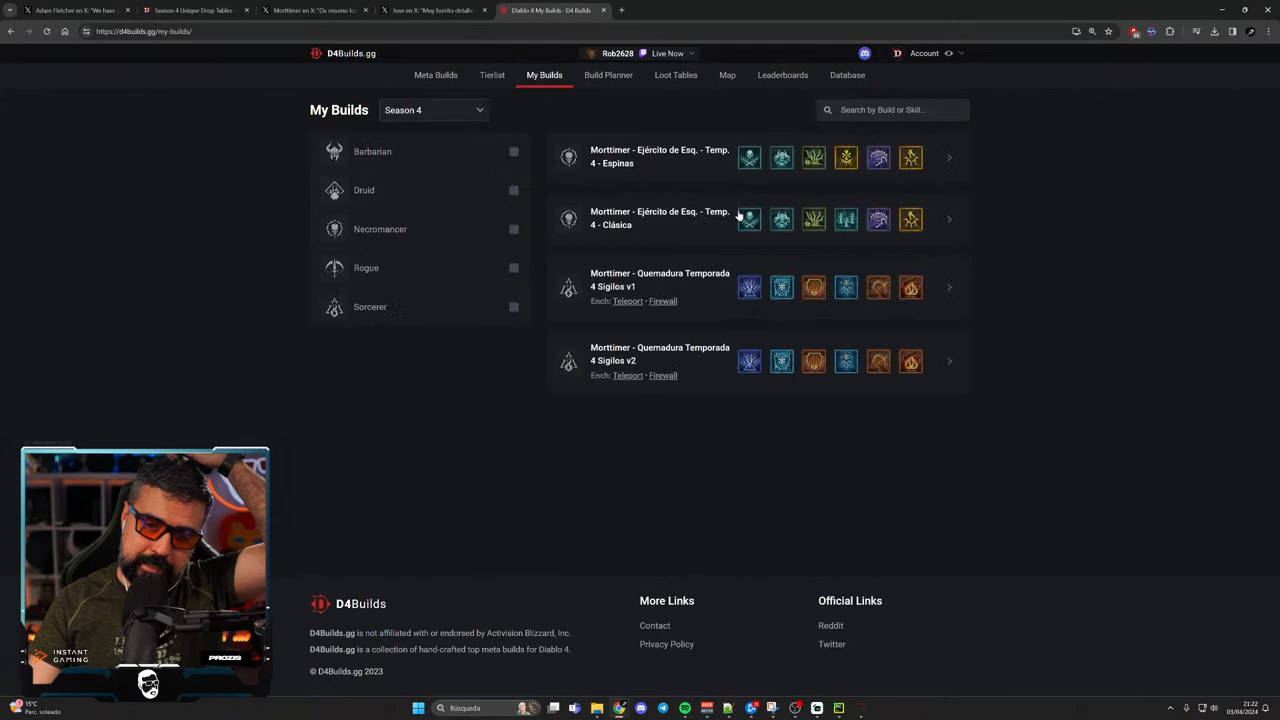 Adam Fletcher en X: "We have
Season 4 Unique Drop Tables -
Morttimer en X: "Os resumo lo
Jose en X: "Muy bonito detalle
Diablo 4 My Builds - D4 Builds
https://d4builds.gg/my-builds/
D4Builds.gg
Rob2628 Live Now
Account
Meta Builds Tierlist My Builds Build Planner Loot Tables Map Leaderboards Database
My Builds
Season 4
Search by Build or Skill...
Barbarian
Druid
Necromancer
Rogue
Sorcerer
Morttimer - Ejército de Esq. - Temp.
4 - Espinas
Morttimer - Ejército de Esq. - Temp.
4 - Clásica
Morttimer - Quemadura Temporada
4 Sigilos v1
Ench: Teleport • Firewall
Morttimer - Quemadura Temporada
4 Sigilos v2
Ench: Teleport • Firewall
INSTANT
GAMING
PROZIS
D4Builds
D4Builds.gg is not affiliated with or endorsed by Activision Blizzard, Inc.
D4Builds.gg is a collection of hand-crafted top meta builds for Diablo 4.
© D4Builds.gg 2023
More Links
Contact
Privacy Policy
Official Links
Reddit
Twitter
15°C
Parc. soleado
Búsqueda
21:22
03/04/2024